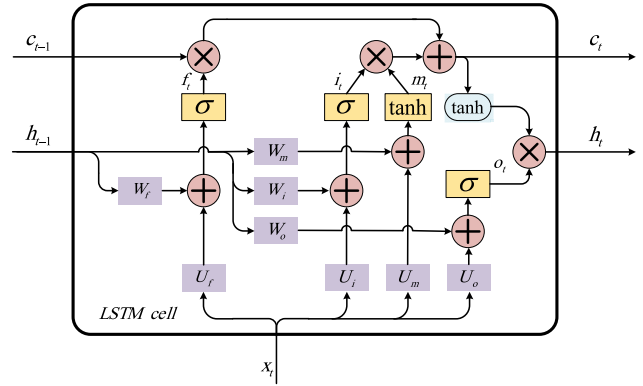 c_{t-1} × + c_t
f_t i_t × m_t
σ σ tanh tanh
h_{t-1} W_m + × h_t
o_t
W_f + W_i + σ
W_o +
U_f U_i U_m U_o
LSTM cell
x_t